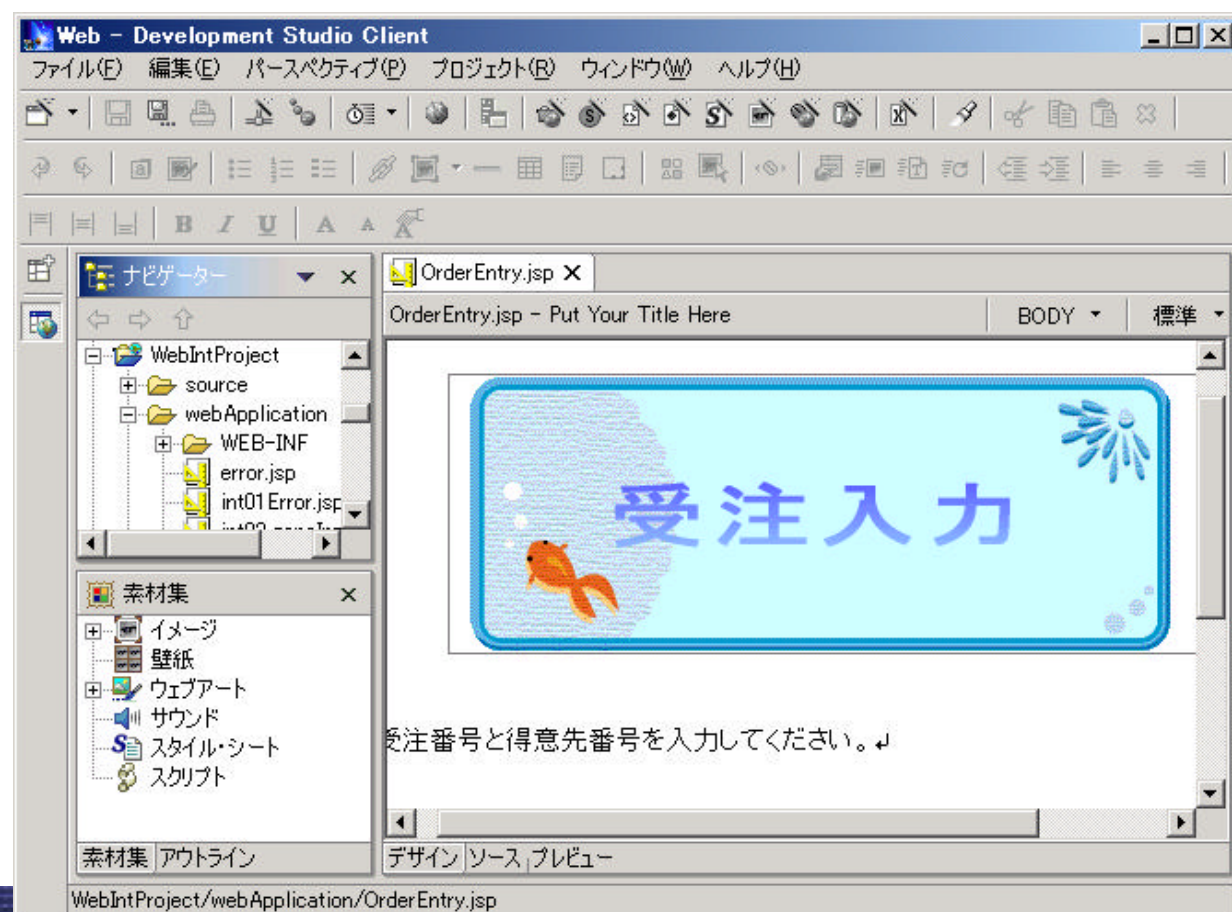 Web - Development Studio Client
ファイル(F) 編集(E) パースペクティブ(P) プロジェクト(R) ウィンドウ(W) ヘルプ(H)
B I U A A
ナビゲーター
WebIntProject
source
webApplication
WEB-INF
error.jsp
int01Error.jsp
素材集
イメージ
壁紙
ウェブアート
サウンド
スタイル・シート
スクリプト
素材集 アウトライン
OrderEntry.jsp
OrderEntry.jsp - Put Your Title Here BODY 標準
受注入力
受注番号と得意先番号を入力してください。
デザイン ソース プレビュー
WebIntProject/webApplication/OrderEntry.jsp